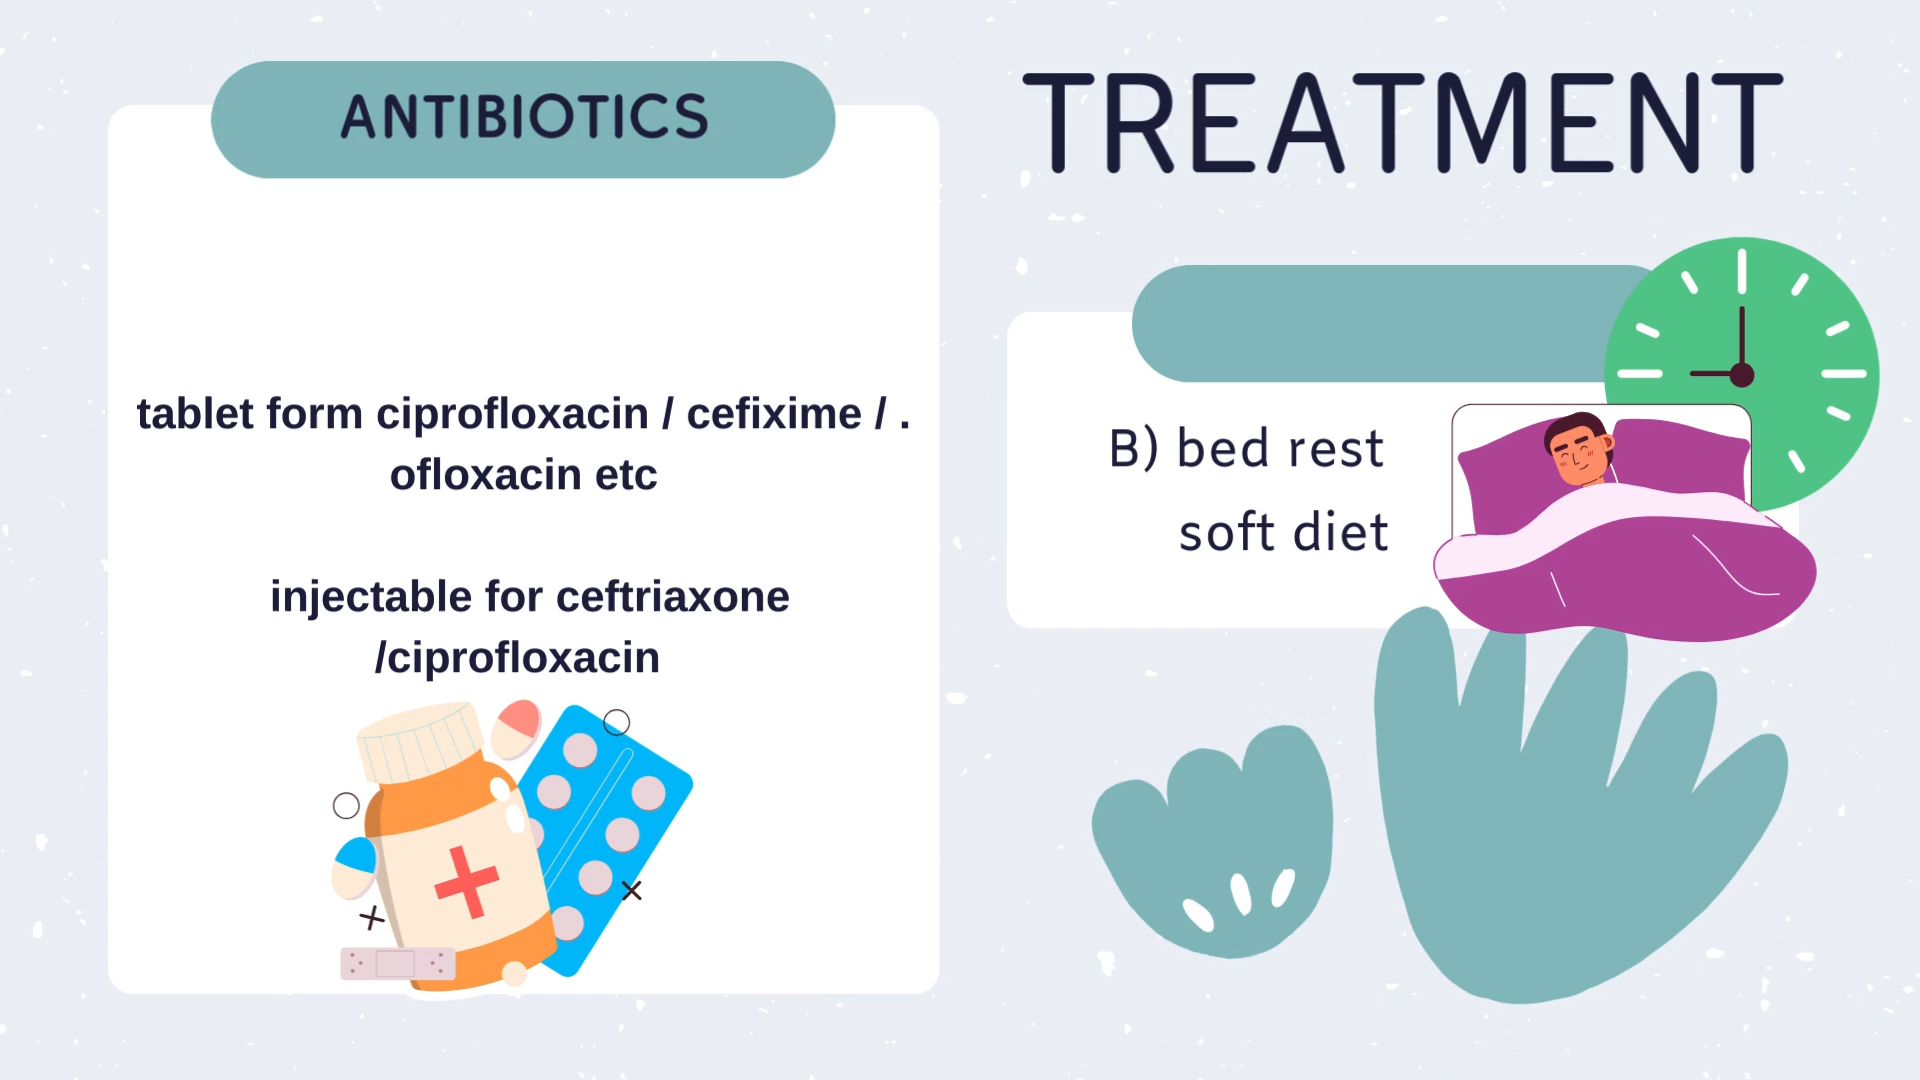 ANTIBIOTICS
tablet form ciprofloxacin / cefixime / .
ofloxacin etc
injectable for ceftriaxone
/ciprofloxacin
TREATMENT
B) bed rest
soft diet